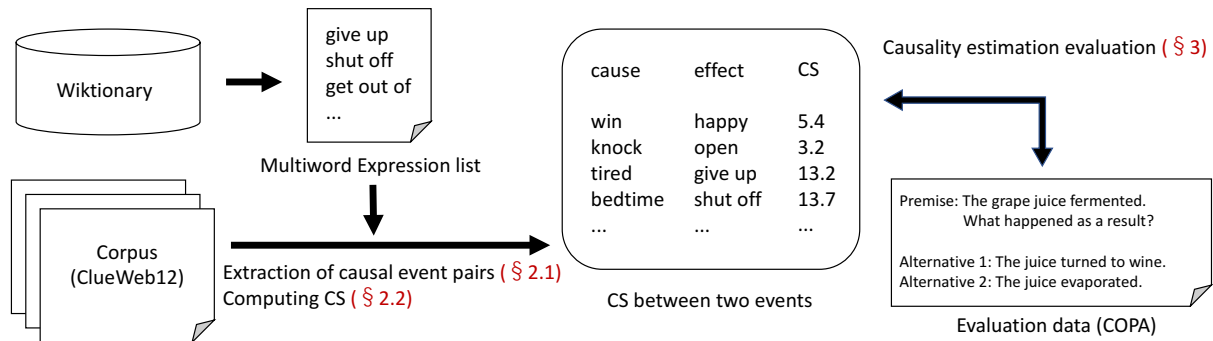 Wiktionary
give up
shut off
get out of
...
Multiword Expression list
Corpus
(ClueWeb12)
Extraction of causal event pairs ( § 2.1)
Computing CS ( § 2.2)
cause effect CS
win happy 5.4
knock open 3.2
tired give up 13.2
bedtime shut off 13.7
... ... ...
CS between two events
Causality estimation evaluation ( § 3)
Premise: The grape juice fermented.
What happened as a result?
Alternative 1: The juice turned to wine.
Alternative 2: The juice evaporated.
Evaluation data (COPA)